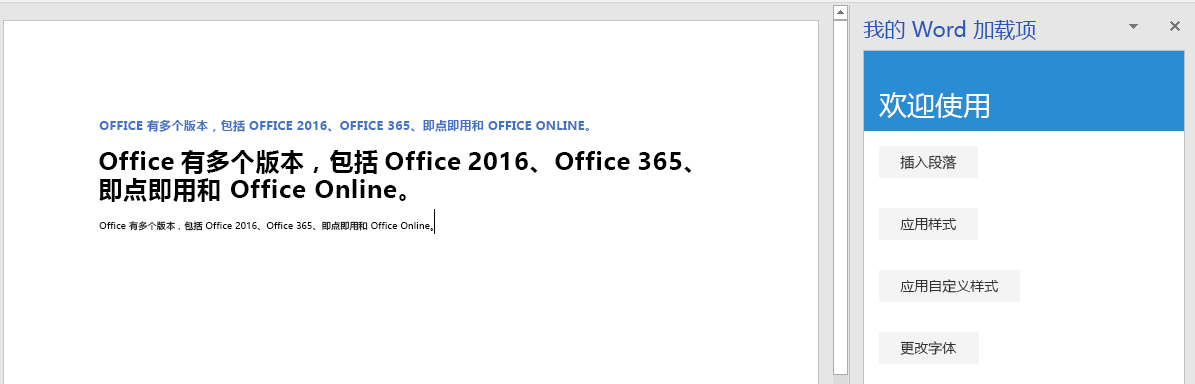 OFFICE 有多个版本，包括 OFFICE 2016、OFFICE 365、即点即用和 OFFICE ONLINE。
Office 有多个版本，包括 Office 2016、Office 365、
即点即用和 Office Online。
Office 有多个版本，包括 Office 2016、Office 365、即点即用和 Office Online。
我的 Word 加载项
欢迎使用
插入段落
应用样式
应用自定义样式
更改字体